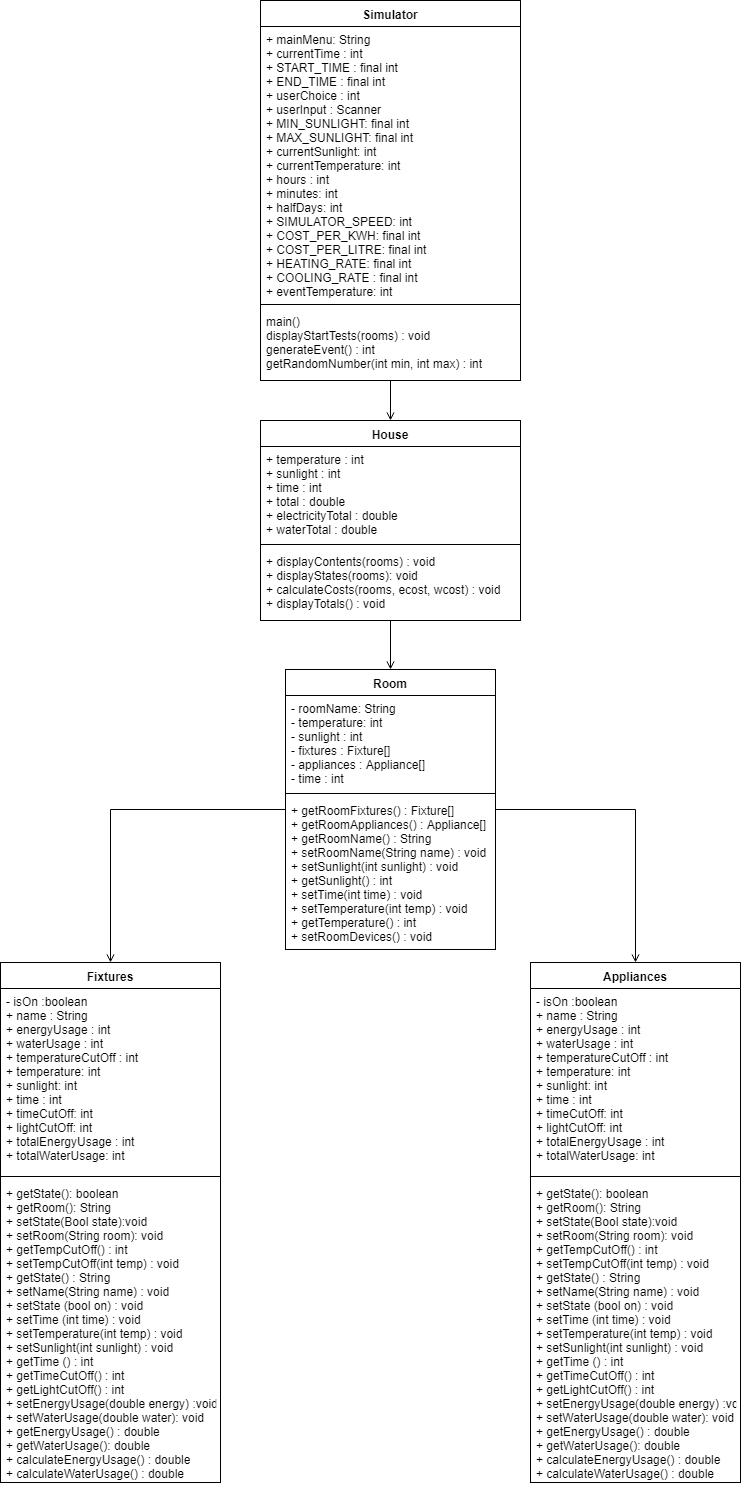 Simulator
+ mainMenu: String
+ currentTime : int
+ START_TIME : final int
+ END_TIME : final int
+ userChoice : int
+ userInput : Scanner
+ MIN_SUNLIGHT: final int
+ MAX_SUNLIGHT: final int
+ currentSunlight: int
+ currentTemperature: int
+ hours : int
+ minutes: int
+ halfDays: int
+ SIMULATOR_SPEED: int
+ COST_PER_KWH: final int
+ COST_PER_LITRE: final int
+ HEATING_RATE: final int
+ COOLING_RATE : final int
+ eventTemperature: int
main()
displayStartTests(rooms) : void
generateEvent() : int
getRandomNumber(int min, int max) : int
House
+ temperature : int
+ sunlight : int
+ time : int
+ total : double
+ electricityTotal : double
+ waterTotal : double
+ displayContents(rooms) : void
+ displayStates(rooms): void
+ calculateCosts(rooms, ecost, wcost) : void
+ displayTotals() : void
Room
- roomName: String
- temperature: int
- sunlight : int
- fixtures : Fixture[]
- appliances : Appliance[]
- time : int
+ getRoomFixtures() : Fixture[]
+ getRoomAppliances() : Appliance[]
+ getRoomName() : String
+ setRoomName(String name) : void
+ setSunlight(int sunlight) : void
+ getSunlight() : int
+ setTime(int time) : void
+ setTemperature(int temp) : void
+ getTemperature() : int
+ setRoomDevices() : void
Fixtures
- isOn :boolean
+ name : String
+ energyUsage : int
+ waterUsage : int
+ temperatureCutOff : int
+ temperature: int
+ sunlight: int
+ time : int
+ timeCutOff: int
+ lightCutOff: int
+ totalEnergyUsage : int
+ totalWaterUsage: int
+ getState(): boolean
+ getRoom(): String
+ setState(Bool state):void
+ setRoom(String room): void
+ getTempCutOff() : int
+ setTempCutOff(int temp) : void
+ getState() : String
+ setName(String name) : void
+ setState (bool on) : void
+ setTime (int time) : void
+ setTemperature(int temp) : void
+ setSunlight(int sunlight) : void
+ getTime () : int
+ getTimeCutOff() : int
+ getLightCutOff() : int
+ setEnergyUsage(double energy) :void
+ setWaterUsage(double water): void
+ getEnergyUsage() : double
+ getWaterUsage(): double
+ calculateEnergyUsage() : double
+ calculateWaterUsage() : double
Appliances
- isOn :boolean
+ name : String
+ energyUsage : int
+ waterUsage : int
+ temperatureCutOff : int
+ temperature: int
+ sunlight: int
+ time : int
+ timeCutOff: int
+ lightCutOff: int
+ totalEnergyUsage : int
+ totalWaterUsage: int
+ getState(): boolean
+ getRoom(): String
+ setState(Bool state):void
+ setRoom(String room): void
+ getTempCutOff() : int
+ setTempCutOff(int temp) : void
+ getState() : String
+ setName(String name) : void
+ setState (bool on) : void
+ setTime (int time) : void
+ setTemperature(int temp) : void
+ setSunlight(int sunlight) : void
+ getTime () : int
+ getTimeCutOff() : int
+ getLightCutOff() : int
+ setEnergyUsage(double energy) :vo
+ setWaterUsage(double water): void
+ getEnergyUsage() : double
+ getWaterUsage(): double
+ calculateEnergyUsage() : double
+ calculateWaterUsage() : double